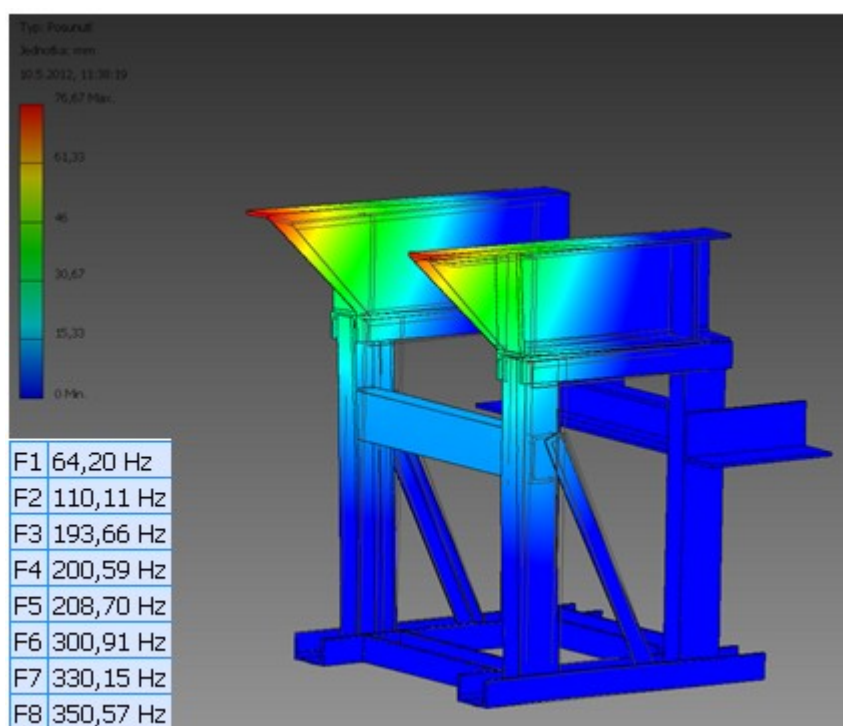 Typ: Posunutí
Jednotka: mm
10.5.2012, 11:38:19
76,67 Max.
61,33
46
30,67
15,33
0 Min.
F1 64,20 Hz
F2 110,11 Hz
F3 193,66 Hz
F4 200,59 Hz
F5 208,70 Hz
F6 300,91 Hz
F7 330,15 Hz
F8 350,57 Hz